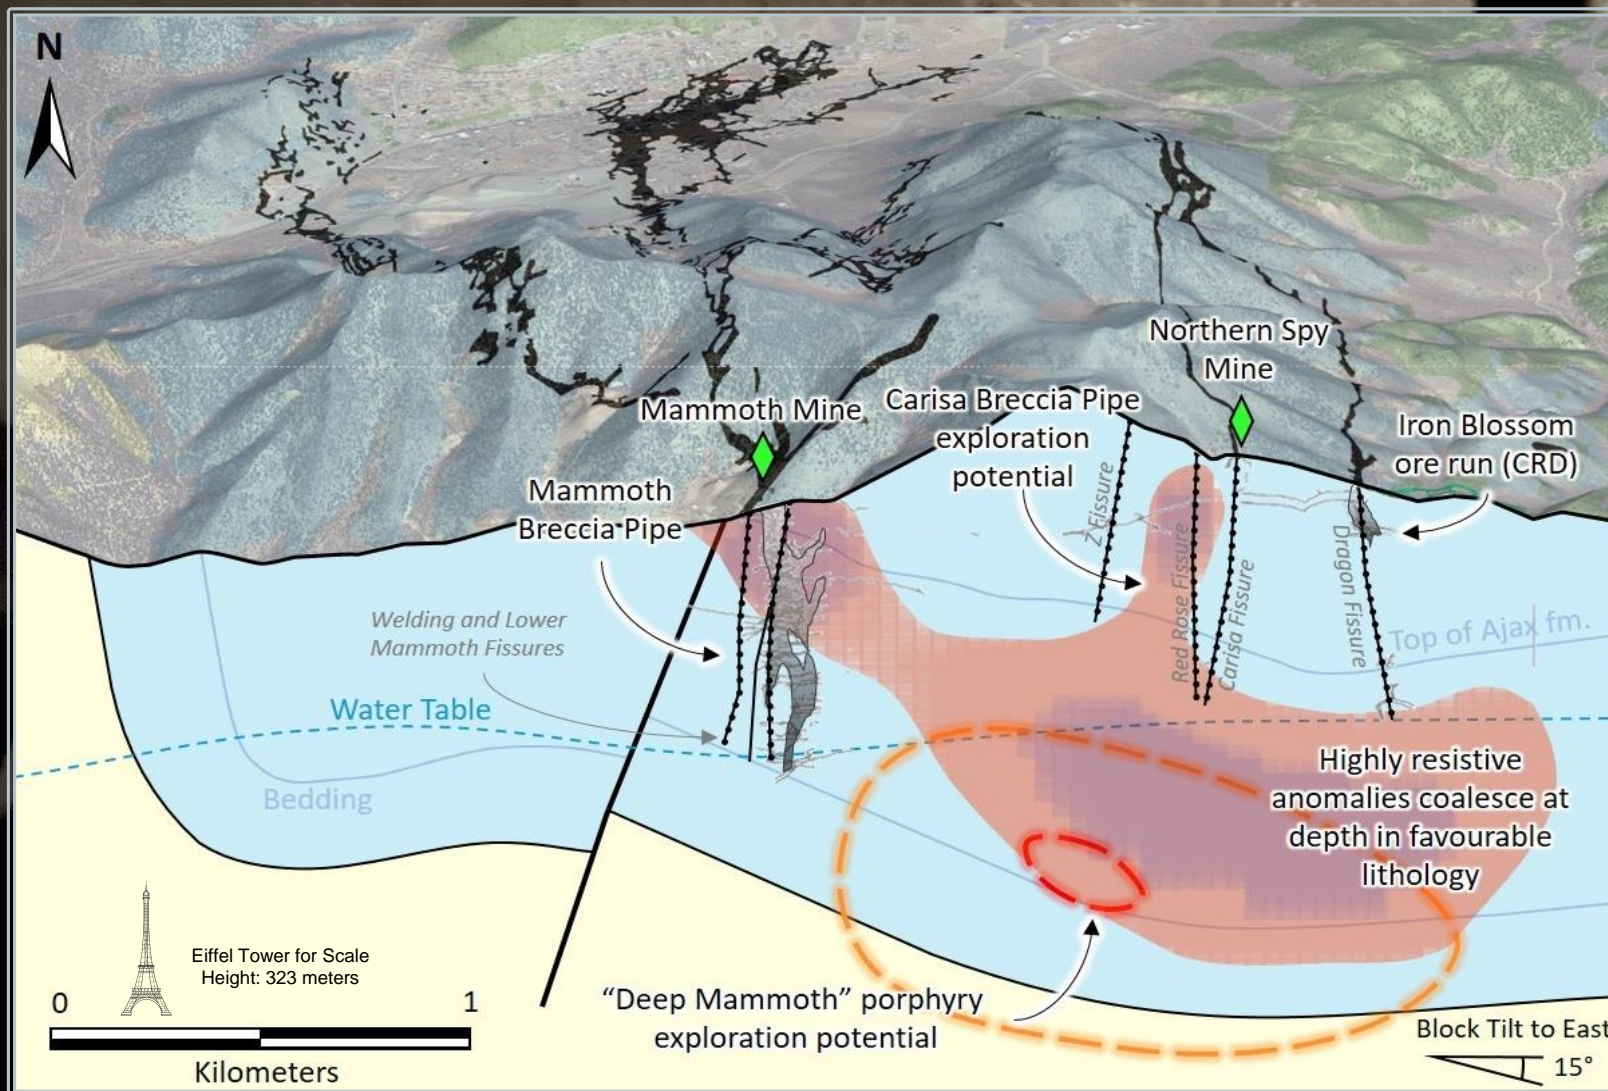 N
Northern Spy
Mine
Mammoth Mine
Carisa Breccia Pipe
exploration
potential
Iron Blossom
ore run (CRD)
Mammoth
Breccia Pipe
Z Fissure
Red Rose Fissure
Carisa Fissure
Dragon Fissure
Welding and Lower
Mammoth Fissures
Top of Ajax fm.
Water Table
Bedding
Highly resistive
anomalies coalesce at
depth in favourable
lithology
Eiffel Tower for Scale
Height: 323 meters
0 1
Kilometers
“Deep Mammoth” porphyry
exploration potential
Block Tilt to East
15°